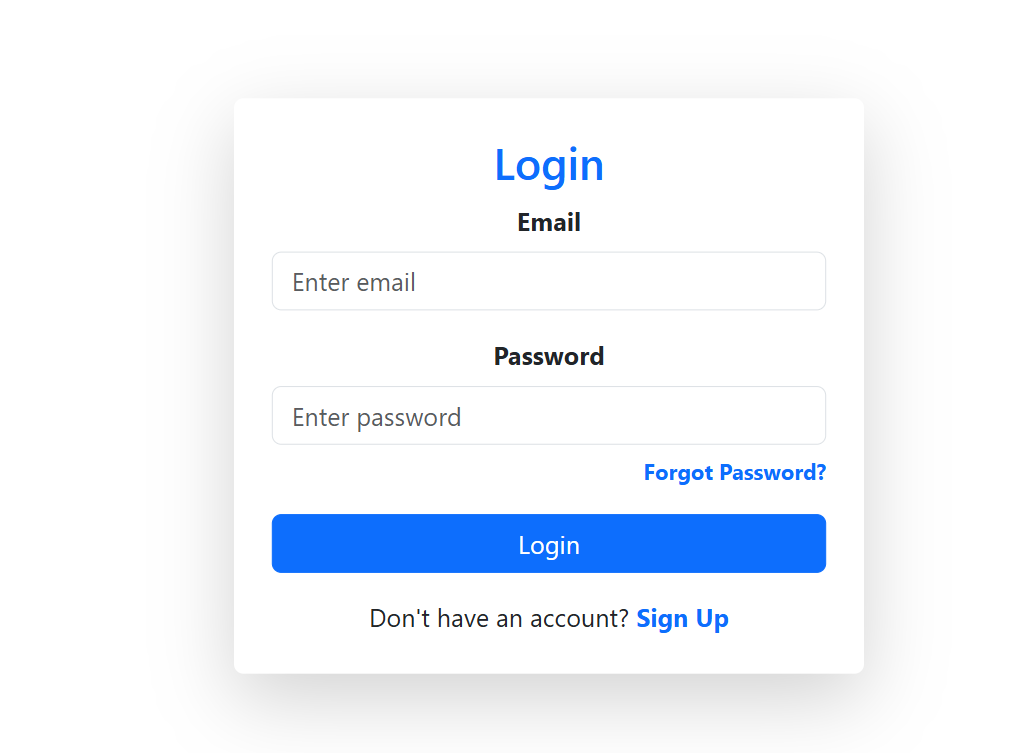 Login
Email
Enter email
Password
Enter password
Forgot Password?
Login
Don't have an account? Sign Up